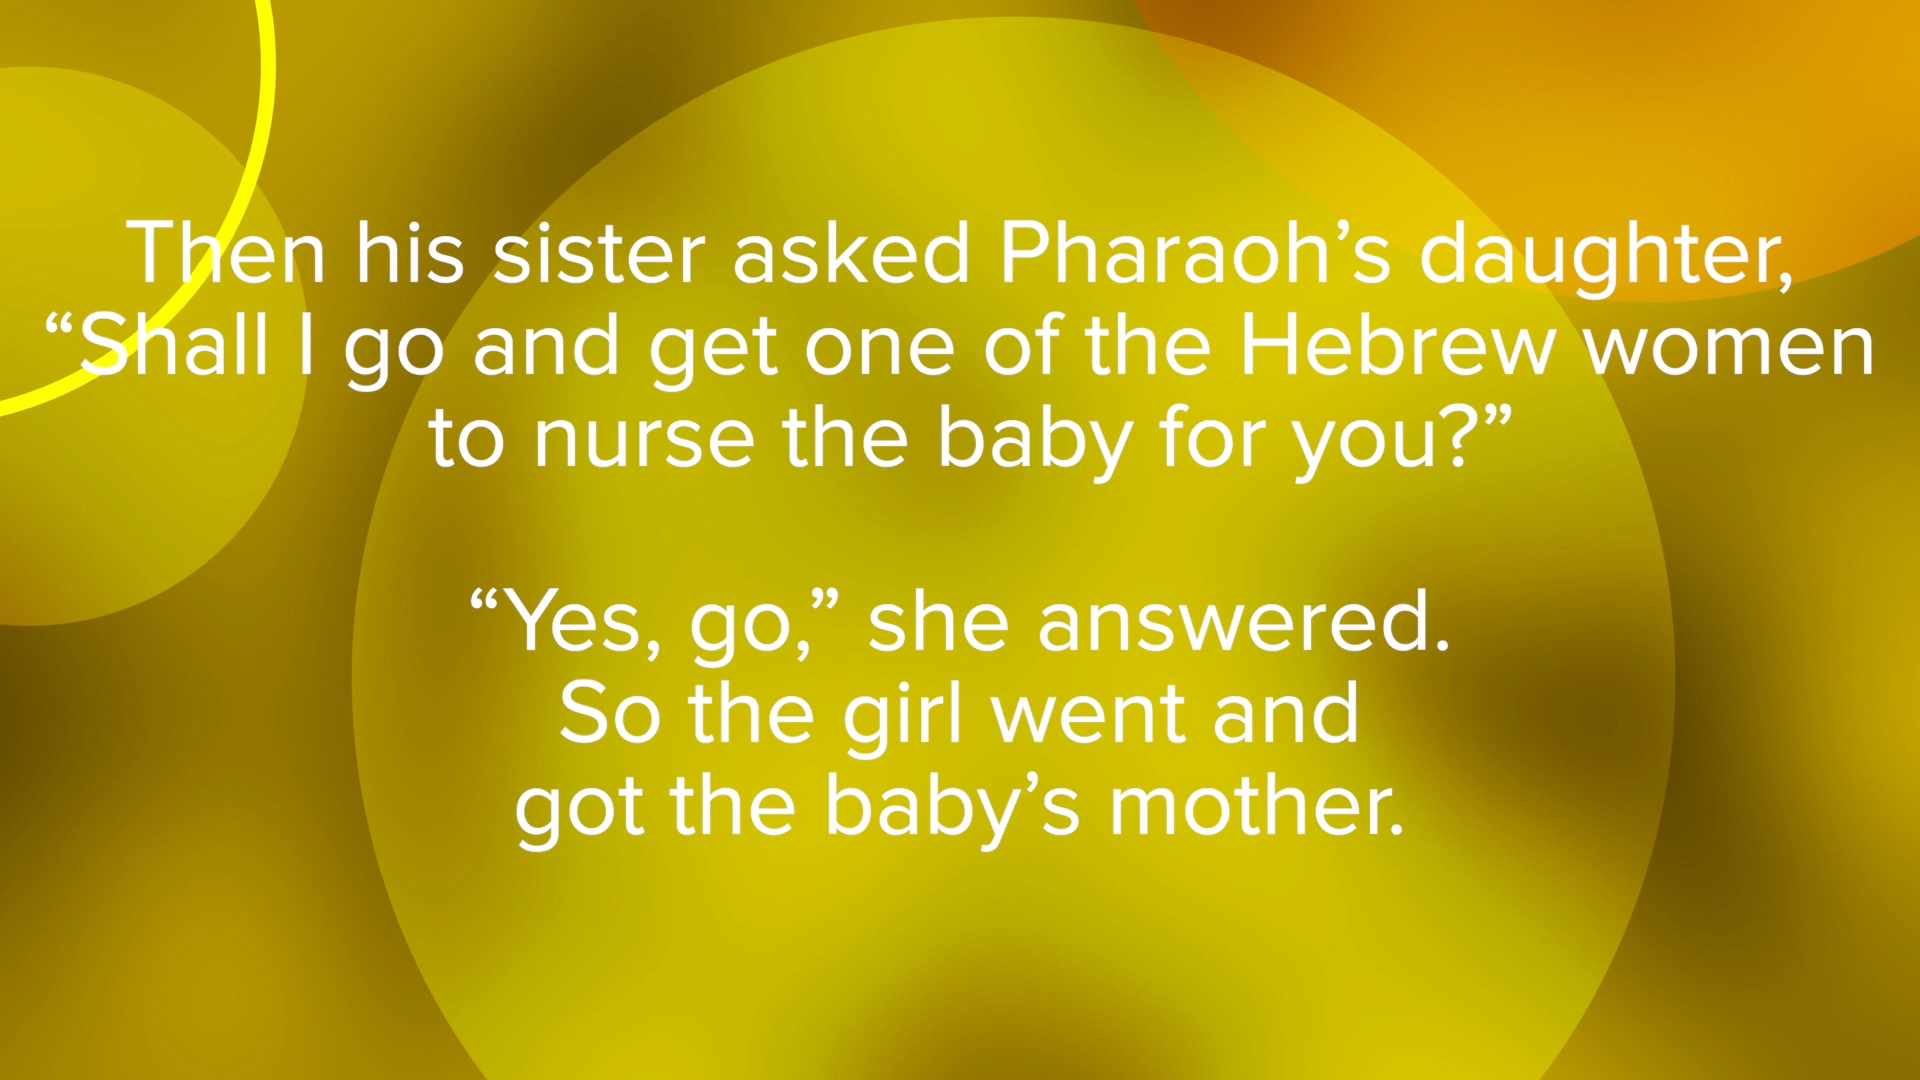 Then his sister asked Pharaoh’s daughter,
“Shall I go and get one of the Hebrew women
to nurse the baby for you?”
“Yes, go,” she answered.
So the girl went and
got the baby’s mother.